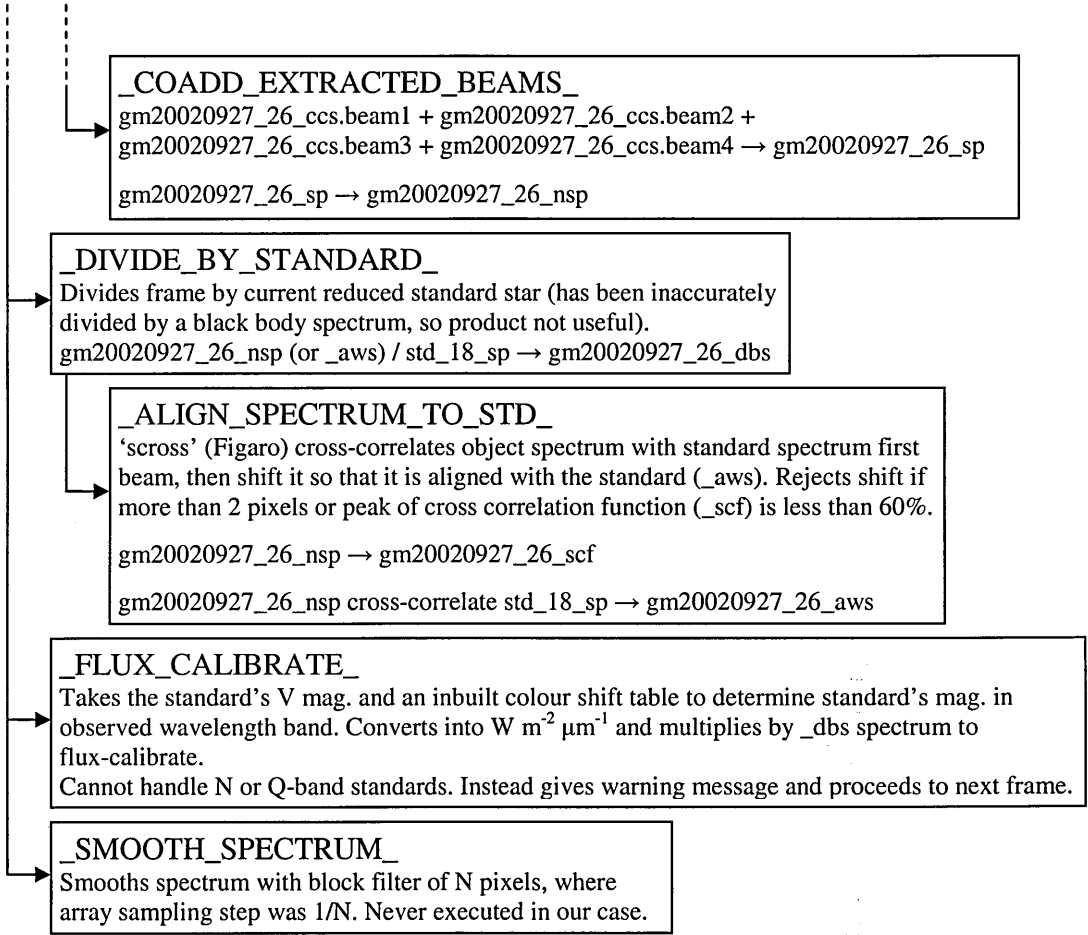 _COADD_EXTRACTED_BEAMS_
gm20020927_26_ccs.beam1 + gm20020927_26_ccs.beam2 +
gm20020927_26_ccs.beam3 + gm20020927_26_ccs.beam4 → gm20020927_26_sp
gm20020927_26_sp → gm20020927_26_nsp
_DIVIDE_BY_STANDARD_
Divides frame by current reduced standard star (has been inaccurately
divided by a black body spectrum, so product not useful).
gm20020927_26_nsp (or _aws) / std_18_sp → gm20020927_26_dbs
_ALIGN_SPECTRUM_TO_STD_
‘scross’ (Figaro) cross-correlates object spectrum with standard spectrum first
beam, then shift it so that it is aligned with the standard (_aws). Rejects shift if
more than 2 pixels or peak of cross correlation function (_scf) is less than 60%.
gm20020927_26_nsp → gm20020927_26_scf
gm20020927_26_nsp cross-correlate std_18_sp → gm20020927_26_aws
_FLUX_CALIBRATE_
Takes the standard’s V mag. and an inbuilt colour shift table to determine standard’s mag. in
observed wavelength band. Converts into W m⁻² µm⁻¹ and multiplies by _dbs spectrum to
flux-calibrate.
Cannot handle N or Q-band standards. Instead gives warning message and proceeds to next frame.
_SMOOTH_SPECTRUM_
Smooths spectrum with block filter of N pixels, where
array sampling step was 1/N. Never executed in our case.